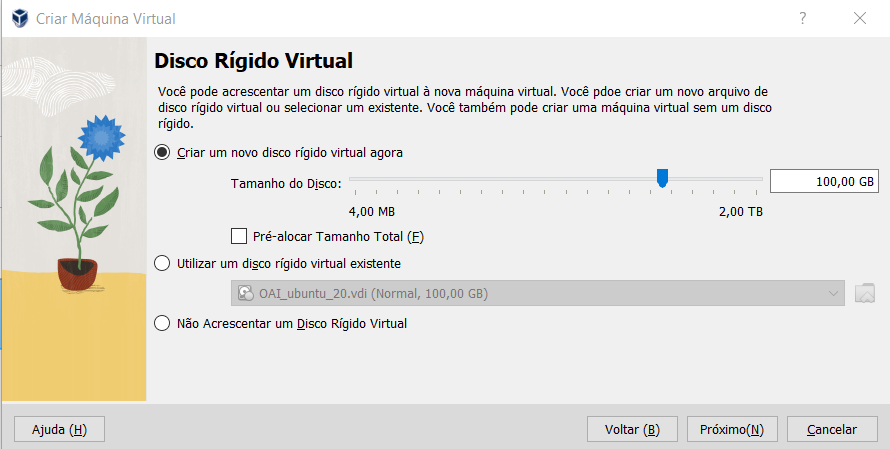 Criar Máquina Virtual
?
Disco Rígido Virtual
Você pode acrescentar um disco rígido virtual à nova máquina virtual. Você pdoe criar um novo arquivo de
disco rígido virtual ou selecionar um existente. Você também pode criar uma máquina virtual sem um disco
rígido.
Criar um novo disco rígido virtual agora
Tamanho do Disco:
100,00 GB
4,00 MB
2,00 TB
Pré-alocar Tamanho Total (F)
Utilizar um disco rígido virtual existente
OAI_ubuntu_20.vdi (Normal, 100,00 GB)
Não Acrescentar um Disco Rígido Virtual
Ajuda (H)
Voltar (B)
Próximo(N)
Cancelar